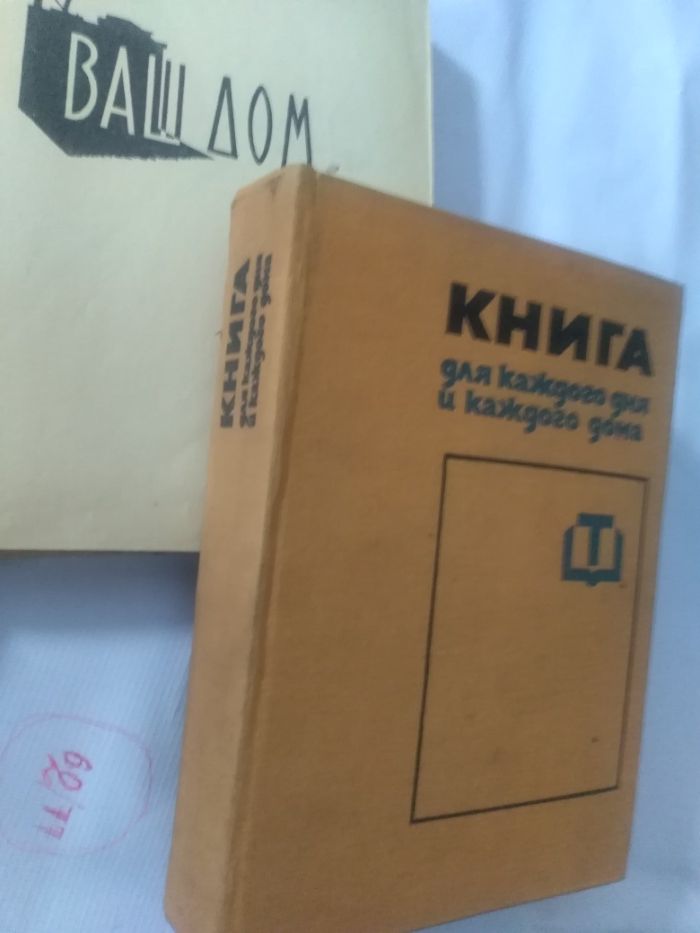 ВАШ ДОМ
КНИГА
для каждого дня
и каждого дома
Т
КНИГА
для каждого дня
и каждого дома